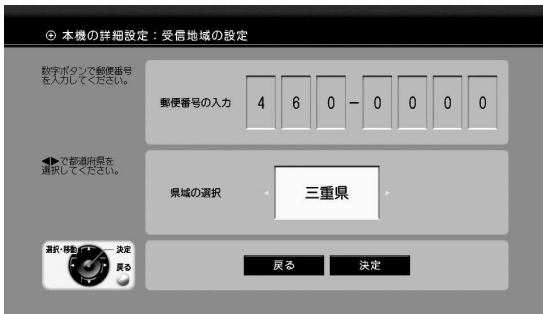 ⊕ 本機の詳細設定：受信地域の設定
数字ボタンで郵便番号
を入力してください。
郵便番号の入力 4 6 0 － 0 0 0 0
◀▶で都道府県を
選択してください。
県域の選択 ◀ 三重県 ▶
選択・移動 決定
戻る
戻る 決定